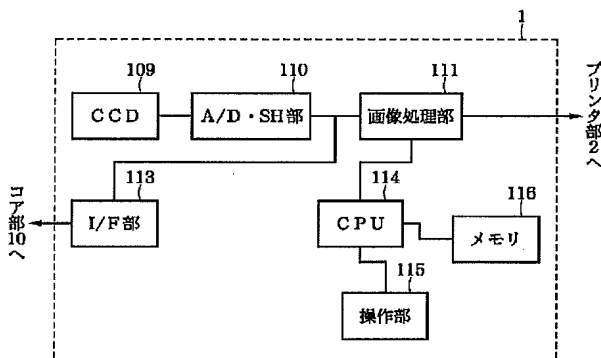 1
109
110
111
CCD
A/D・SH部
画像処理部
プリンタ部2へ
113
114
116
コア部10へ
I/F部
CPU
メモリ
115
操作部